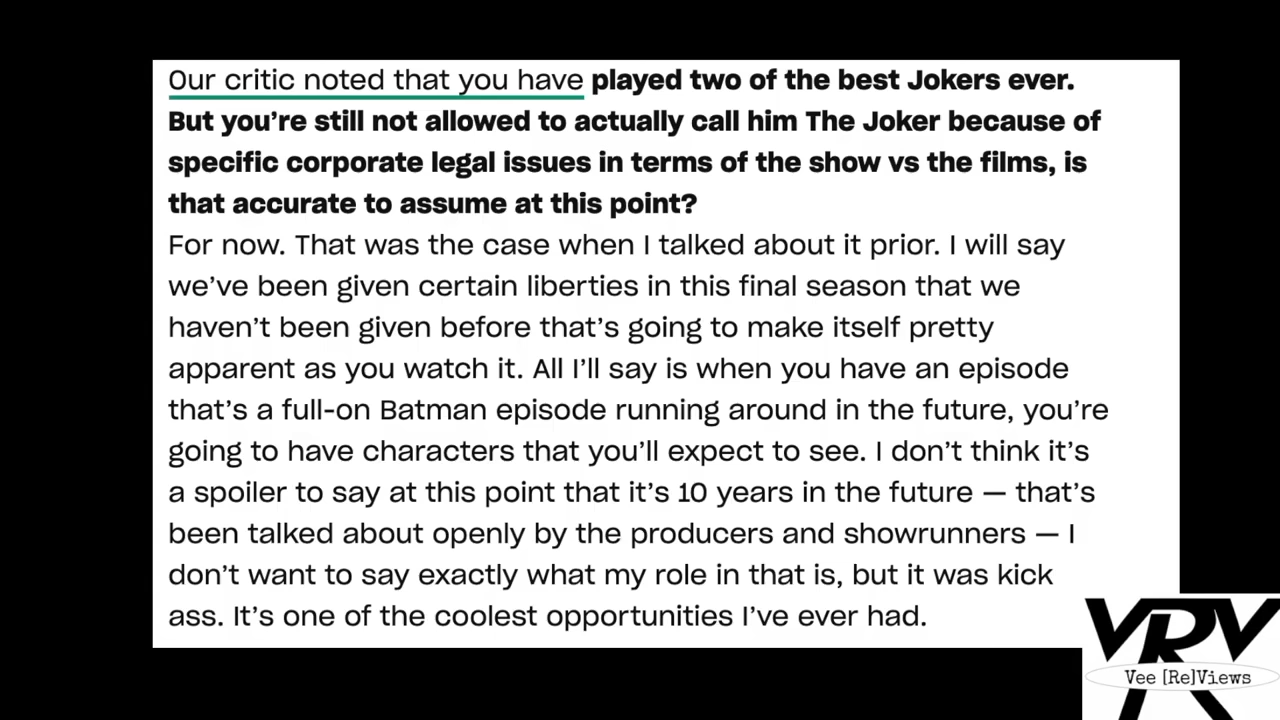 Our critic noted that you have played two of the best Jokers ever.
But you're still not allowed to actually call him The Joker because of
specific corporate legal issues in terms of the show vs the films, is
that accurate to assume at this point?
For now. That was the case when I talked about it prior. I will say
we've been given certain liberties in this final season that we
haven't been given before that's going to make itself pretty
apparent as you watch it. All I'll say is when you have an episode
that's a full-on Batman episode running around in the future, you're
going to have characters that you'll expect to see. I don't think it's
a spoiler to say at this point that it's 10 years in the future — that's
been talked about openly by the producers and showrunners — I
don't want to say exactly what my role in that is, but it was kick
ass. It's one of the coolest opportunities I've ever had.
VRV
Vee [Re]Views